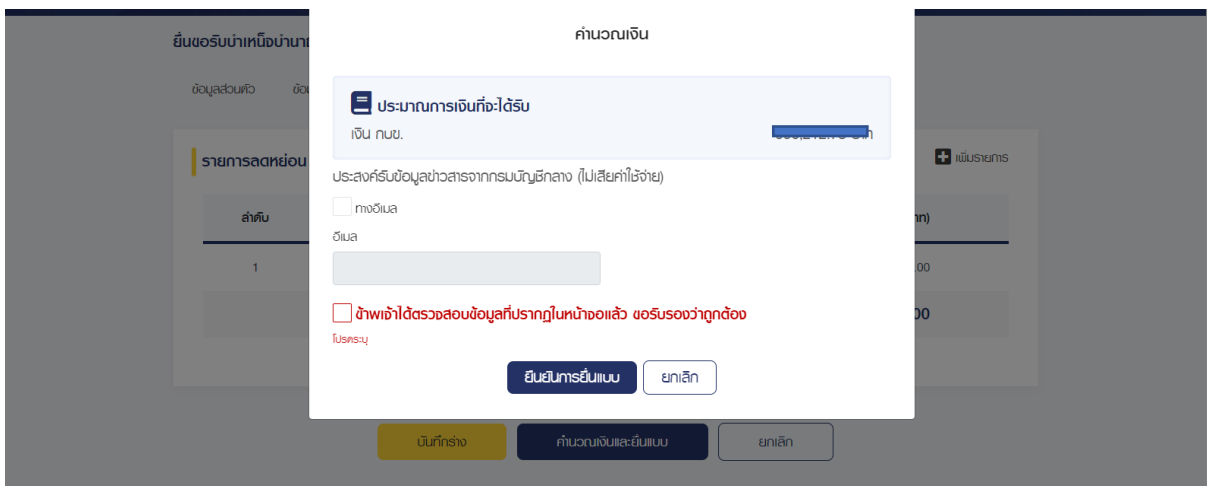 คำนวณเงิน
ยื่นขอรับบำเหน็จบำนาญ
ข้อมูลส่วนตัว
ประมาณการเงินที่จะได้รับ
เงิน กบข.
รายการลดหย่อน
เพิ่มรายการ
ประสงค์รับข้อมูลข่าวสารจากกรมบัญชีกลาง (ไม่เสียค่าใช้จ่าย)
ทางอีเมล
ลำดับ
อีเมล
1
.00
ข้าพเจ้าได้ตรวจสอบข้อมูลที่ปรากฏในหน้าจอแล้ว ขอรับรองว่าถูกต้อง
00
โปรดระบุ
ยืนยันการยื่นแบบ ยกเลิก
บันทึกร่าง คำนวณเงินและยื่นแบบ ยกเลิก